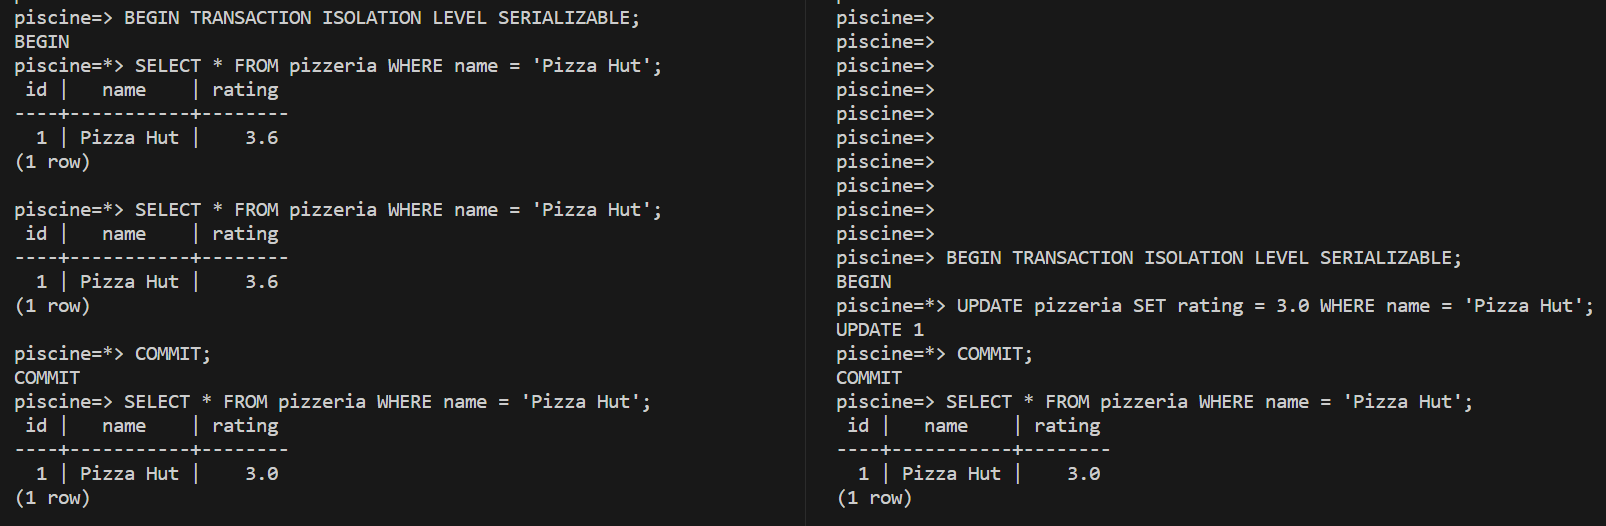 piscine=> BEGIN TRANSACTION ISOLATION LEVEL SERIALIZABLE;
BEGIN
piscine=*> SELECT * FROM pizzeria WHERE name = 'Pizza Hut';
 id |   name    | rating
----+-----------+--------
  1 | Pizza Hut |    3.6
(1 row)

piscine=*> SELECT * FROM pizzeria WHERE name = 'Pizza Hut';
 id |   name    | rating
----+-----------+--------
  1 | Pizza Hut |    3.6
(1 row)

piscine=*> COMMIT;
COMMIT
piscine=> SELECT * FROM pizzeria WHERE name = 'Pizza Hut';
 id |   name    | rating
----+-----------+--------
  1 | Pizza Hut |    3.0
(1 row)

piscine=>
piscine=>
piscine=>
piscine=>
piscine=>
piscine=>
piscine=>
piscine=>
piscine=>
piscine=>
piscine=> BEGIN TRANSACTION ISOLATION LEVEL SERIALIZABLE;
BEGIN
piscine=*> UPDATE pizzeria SET rating = 3.0 WHERE name = 'Pizza Hut';
UPDATE 1
piscine=*> COMMIT;
COMMIT
piscine=> SELECT * FROM pizzeria WHERE name = 'Pizza Hut';
 id |   name    | rating
----+-----------+--------
  1 | Pizza Hut |    3.0
(1 row)